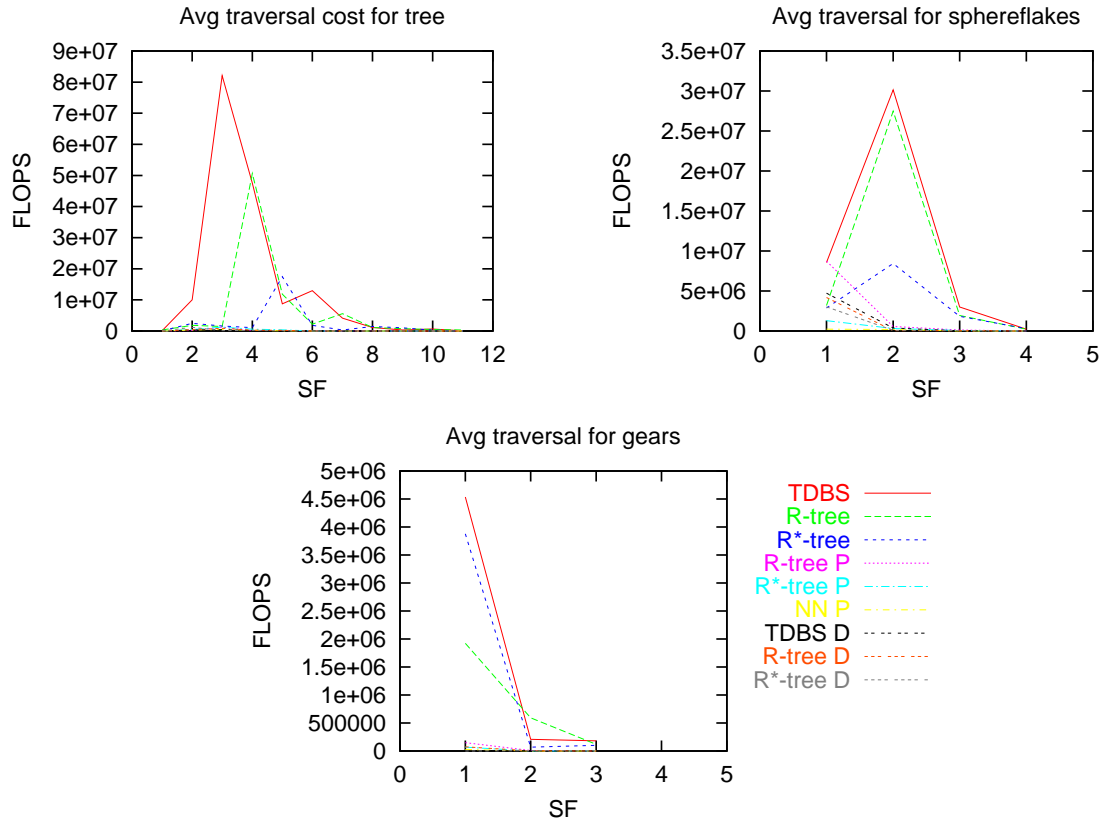 Avg traversal cost for tree
9e+07
8e+07
7e+07
6e+07
5e+07
4e+07
3e+07
2e+07
1e+07
0
FLOPS
0 2 4 6 8 10 12
SF
Avg traversal for sphereflakes
3.5e+07
3e+07
2.5e+07
2e+07
1.5e+07
1e+07
5e+06
0
FLOPS
0 1 2 3 4 5
SF
Avg traversal for gears
5e+06
4.5e+06
4e+06
3.5e+06
3e+06
2.5e+06
2e+06
1.5e+06
1e+06
500000
0
FLOPS
0 1 2 3 4 5
SF
TDBS
R-tree
R*-tree
R-tree P
R*-tree P
NN P
TDBS D
R-tree D
R*-tree D